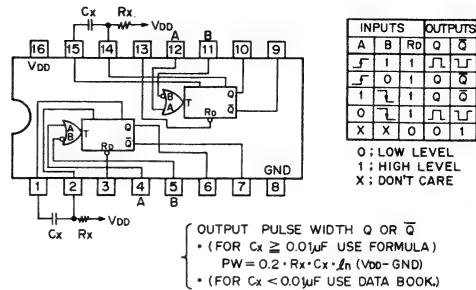 Cx Rx VDD
A B
16 15 14 13 12 11 10 9
VDD
B A T Q Q̅ RD
A B T Q Q̅ RD
GND
1 2 3 4 5 6 7 8
A B
Cx Rx VDD
INPUTS OUTPUTS
A B RD Q Q̅
1 1
0 1 Q Q̅
1 1 Q Q̅
0 1
X X 0 0 1
0 ; LOW LEVEL
1 ; HIGH LEVEL
X ; DON'T CARE
OUTPUT PULSE WIDTH Q OR Q̅
• (FOR Cx ≧ 0.01μF USE FORMULA)
PW = 0.2 • Rx • Cx • ℓn (VDD - GND)
• (FOR Cx < 0.01μF USE DATA BOOK.)